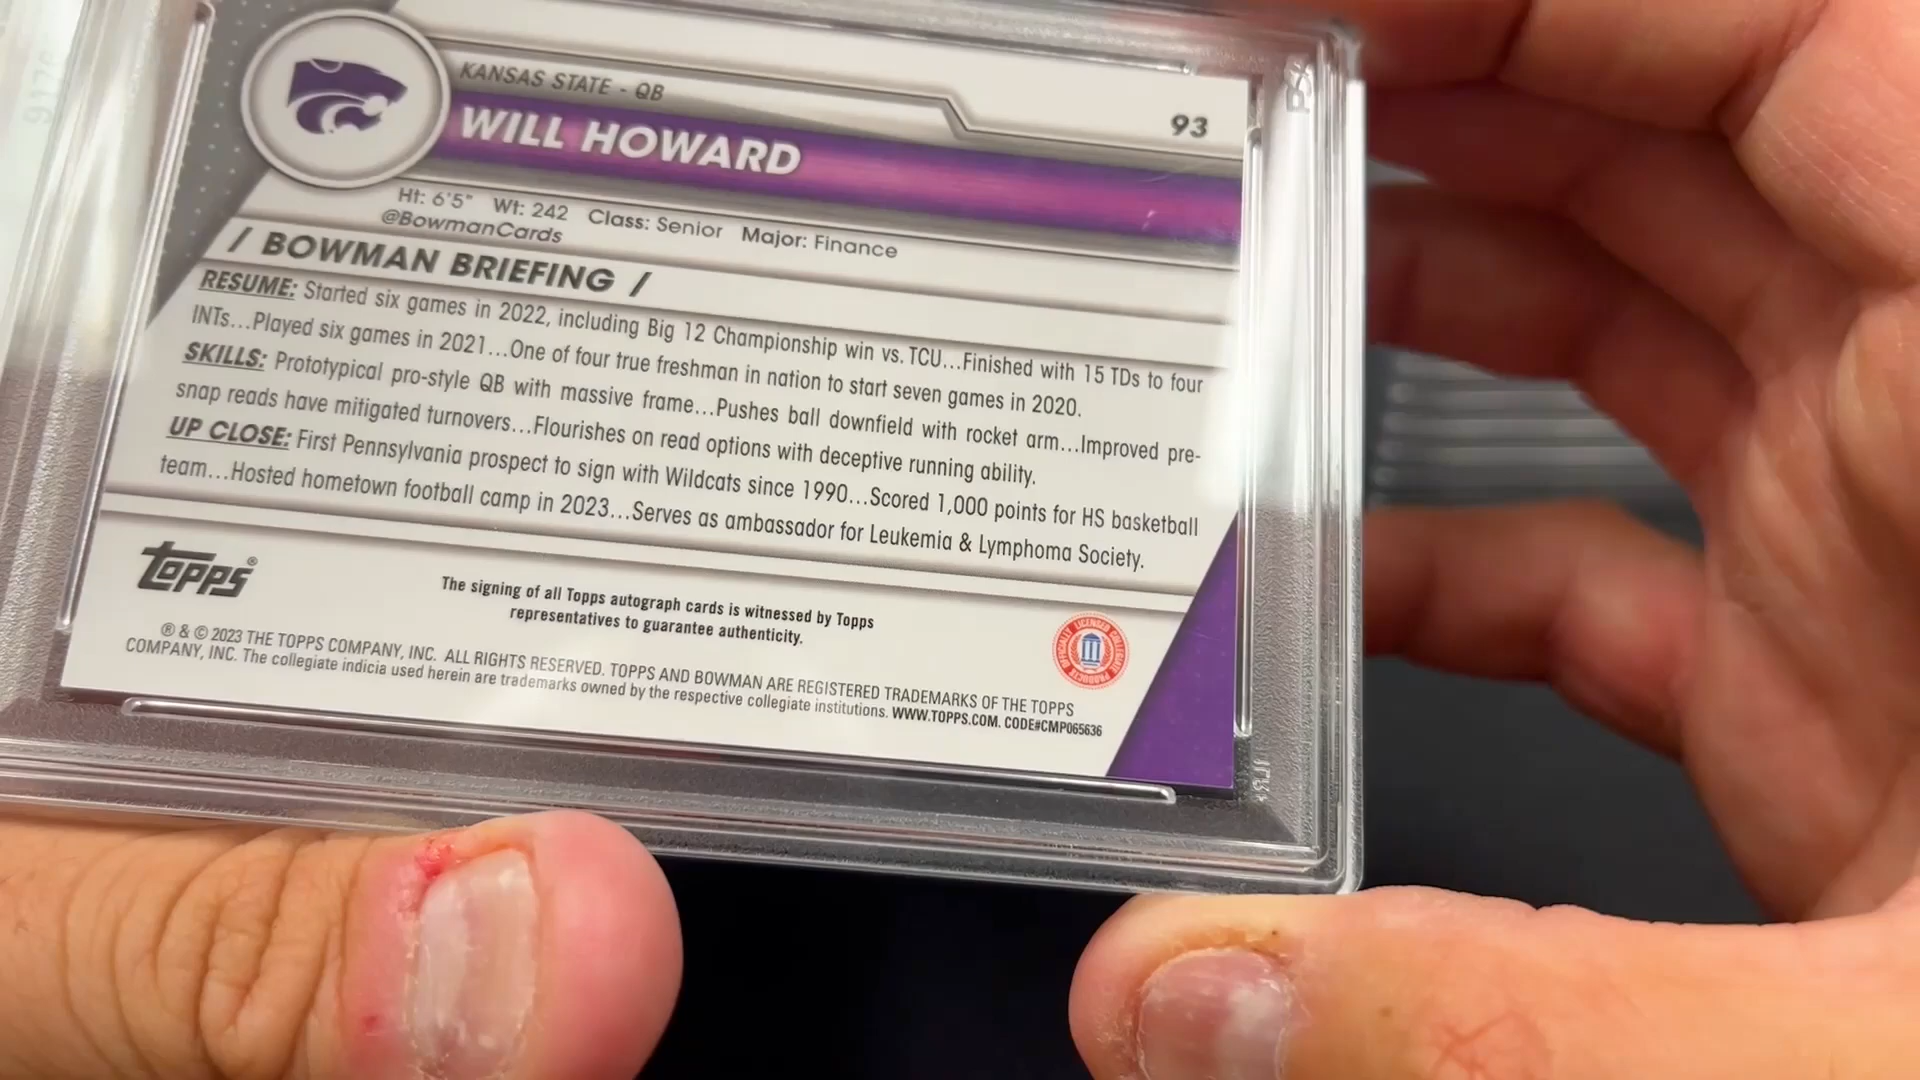 KANSAS STATE - QB
93
WILL HOWARD
Ht: 6'5" Wt: 242 Class: Senior Major: Finance
@BowmanCards
/ BOWMAN BRIEFING /
RESUME: Started six games in 2022, including Big 12 Championship win vs. TCU...Finished with 15 TDs to four
INTs...Played six games in 2021...One of four true freshman in nation to start seven games in 2020.
SKILLS: Prototypical pro-style QB with massive frame...Pushes ball downfield with rocket arm...Improved pre-
snap reads have mitigated turnovers...Flourishes on read options with deceptive running ability.
UP CLOSE: First Pennsylvania prospect to sign with Wildcats since 1990...Scored 1,000 points for HS basketball
team...Hosted hometown football camp in 2023...Serves as ambassador for Leukemia & Lymphoma Society.
Topps®
The signing of all Topps autograph cards is witnessed by Topps
representatives to guarantee authenticity.
OFFICIALLY LICENSED COLLEGIATE PRODUCTS
® & © 2023 THE TOPPS COMPANY, INC. ALL RIGHTS RESERVED. TOPPS AND BOWMAN ARE REGISTERED TRADEMARKS OF THE TOPPS
COMPANY, INC. The collegiate indicia used herein are trademarks owned by the respective collegiate institutions. WWW.TOPPS.COM. CODE#CMP065636